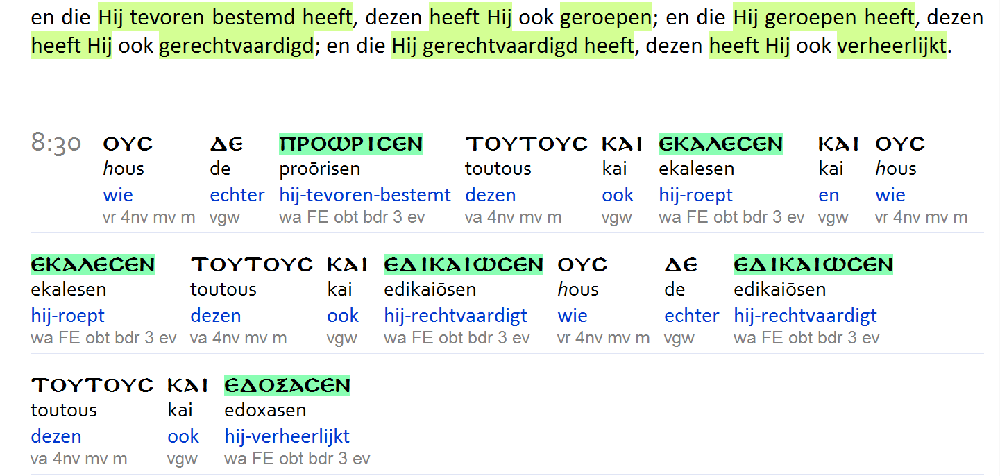 en die Hij tevoren bestemd heeft, dezen heeft Hij ook geroepen; en die Hij geroepen heeft, dezen
heeft Hij ook gerechtvaardigd; en die Hij gerechtvaardigd heeft, dezen heeft Hij ook verheerlijkt.
8:30 ΟΥϹ ΔΕ ΠΡΟΩΡΙϹΕΝ ΤΟΥΤΟΥϹ ΚΑΙ ΕΚΑΛΕϹΕΝ ΚΑΙ ΟΥϹ
hous de proōrisen toutous kai ekalesen kai hous
wie echter hij-tevoren-bestemt dezen ook hij-roept en wie
vr 4nv mv m vgw wa FE obt bdr 3 ev va 4nv mv m vgw wa FE obt bdr 3 ev vgw vr 4nv mv m
ΕΚΑΛΕϹΕΝ ΤΟΥΤΟΥϹ ΚΑΙ ΕΔΙΚΑΙΩϹΕΝ ΟΥϹ ΔΕ ΕΔΙΚΑΙΩϹΕΝ
ekalesen toutous kai edikaiōsen hous de edikaiōsen
hij-roept dezen ook hij-rechtvaardigt wie echter hij-rechtvaardigt
wa FE obt bdr 3 ev va 4nv mv m vgw wa FE obt bdr 3 ev vr 4nv mv m vgw wa FE obt bdr 3 ev
ΤΟΥΤΟΥϹ ΚΑΙ ΕΔΟΞΑϹΕΝ
toutous kai edoxasen
dezen ook hij-verheerlijkt
va 4nv mv m vgw wa FE obt bdr 3 ev